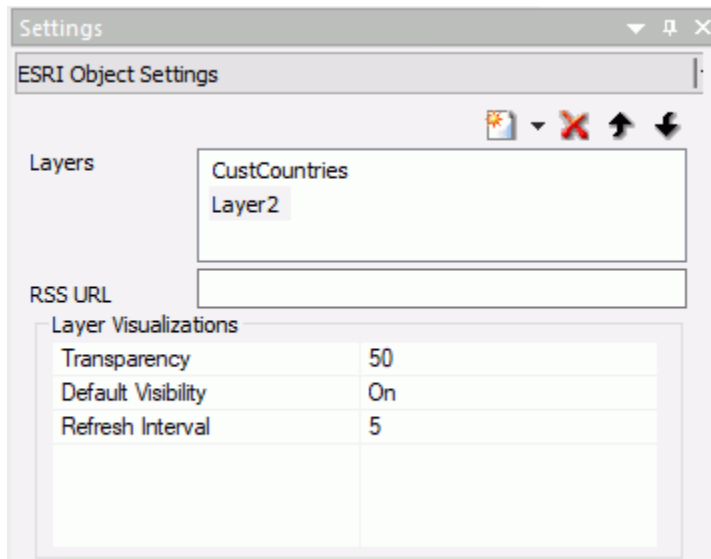 Settings
ESRI Object Settings
Layers
CustCountries
Layer2
RSS URL
Layer Visualizations
Transparency 50
Default Visibility On
Refresh Interval 5